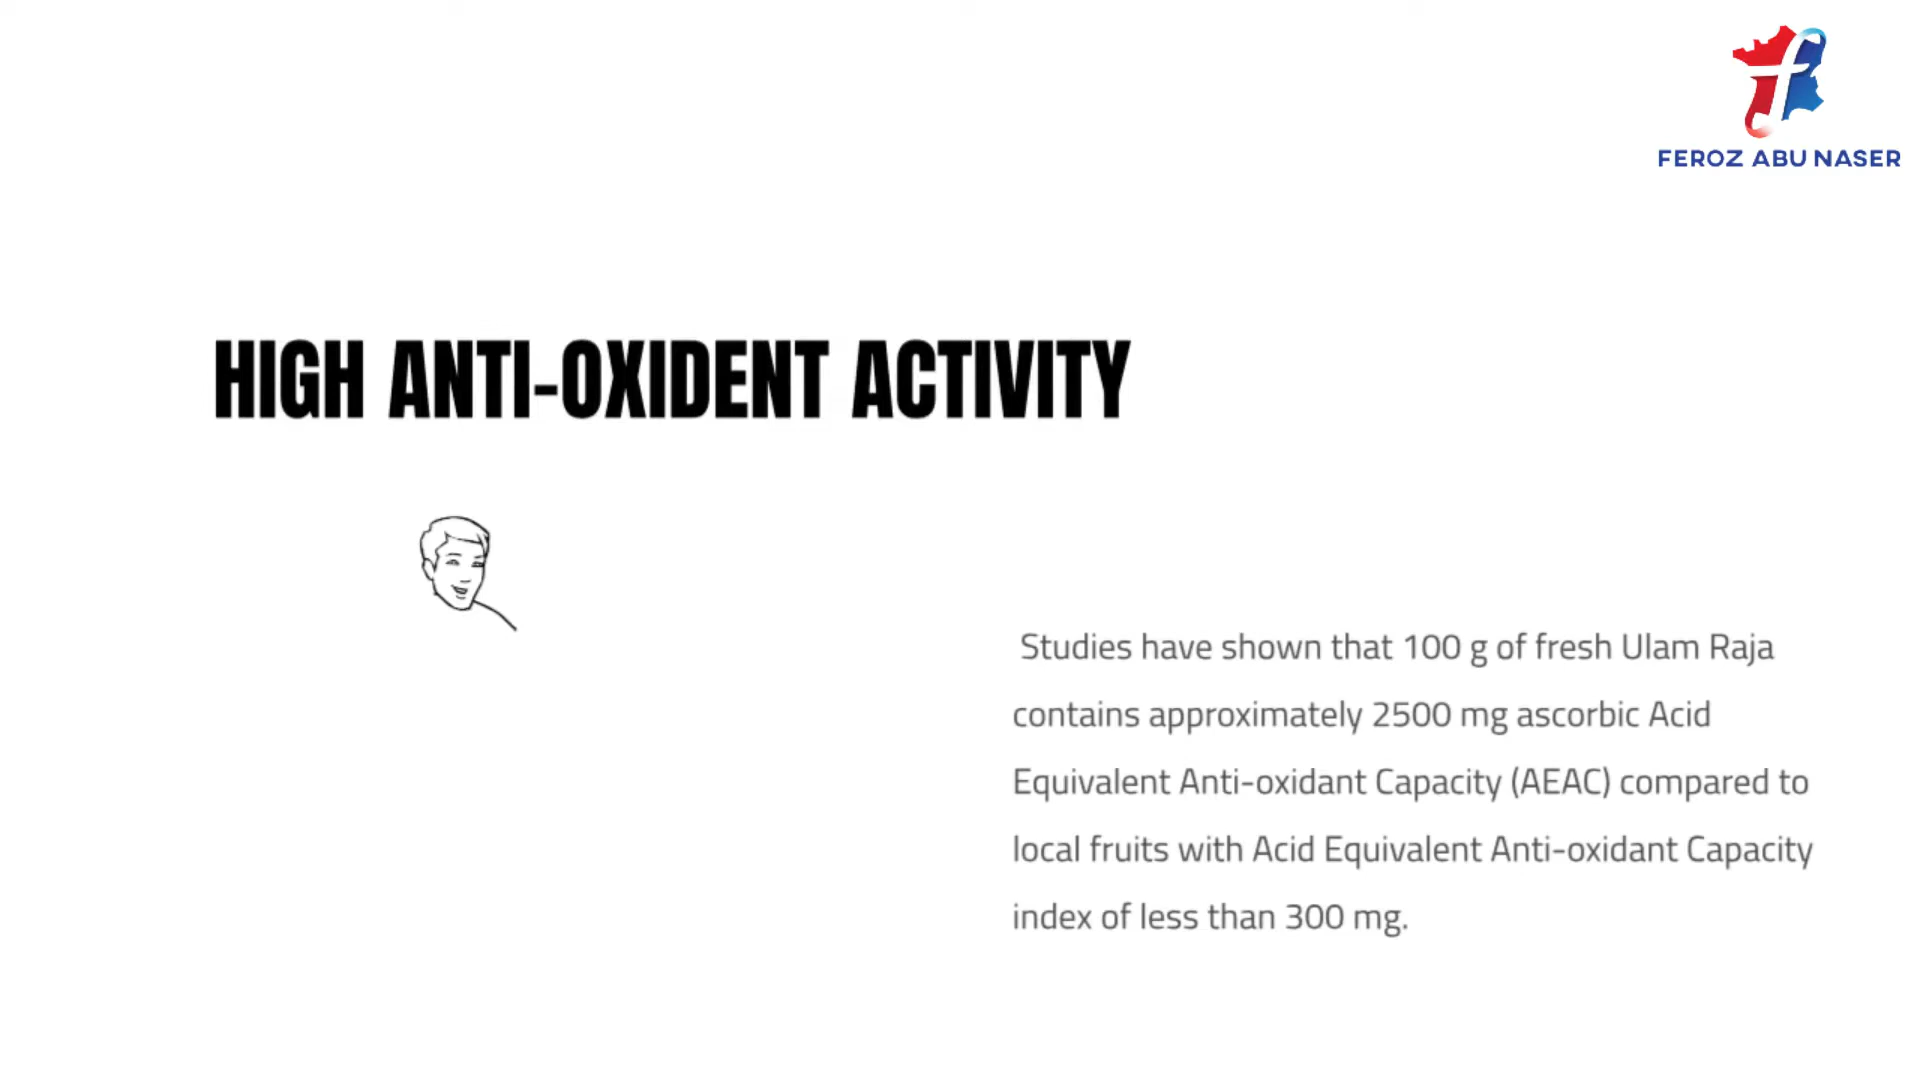 FEROZ ABU NASER
HIGH ANTI-OXIDENT ACTIVITY
Studies have shown that 100 g of fresh Ulam Raja
contains approximately 2500 mg ascorbic Acid
Equivalent Anti-oxidant Capacity (AEAC) compared to
local fruits with Acid Equivalent Anti-oxidant Capacity
index of less than 300 mg.